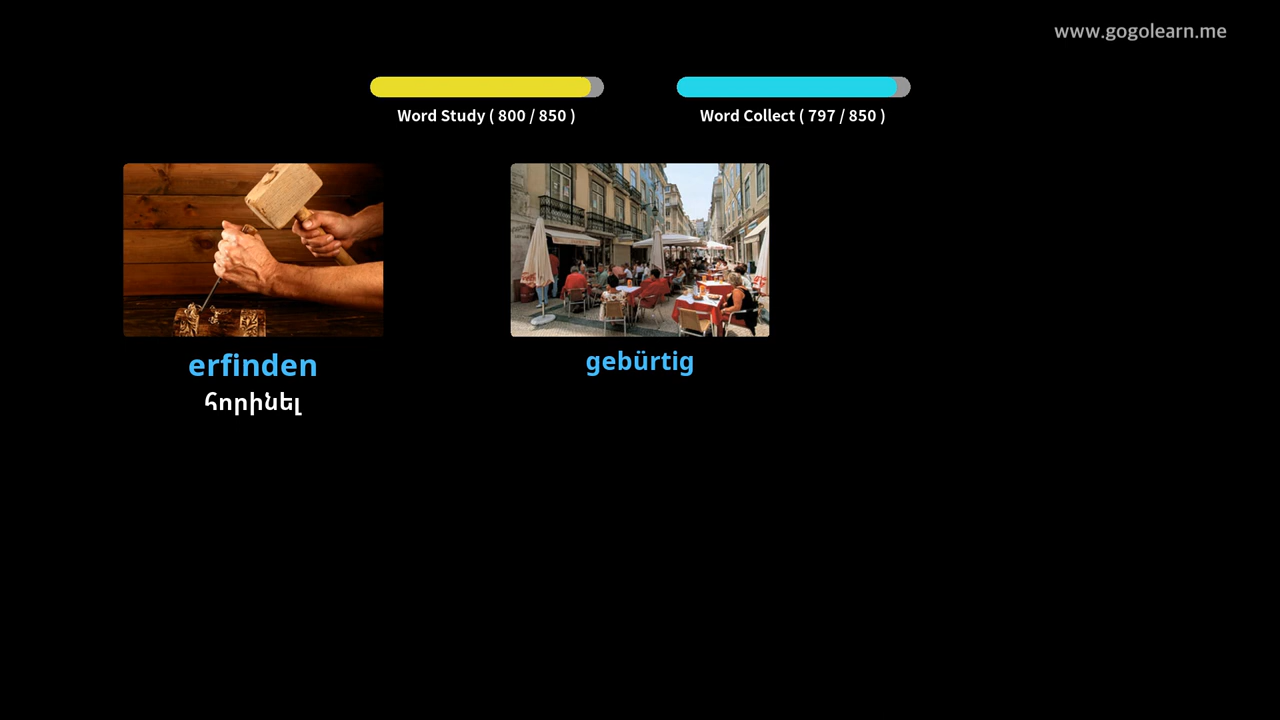 www.gogolearn.me
Word Study ( 800 / 850 )
Word Collect ( 797 / 850 )
erfinden
հորինել
gebürtig